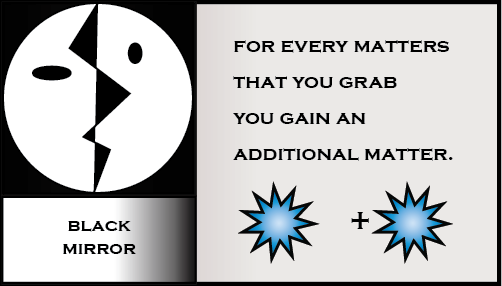 FOR EVERY MATTERS
THAT YOU GRAB
YOU GAIN AN
ADDITIONAL MATTER.
+
BLACK
MIRROR